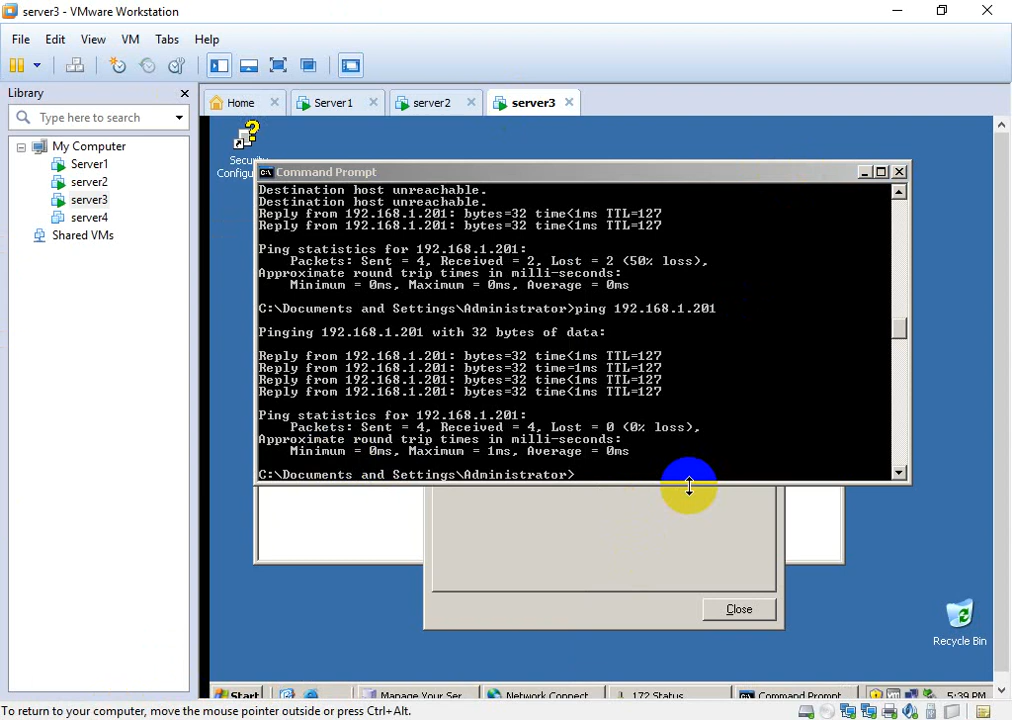 server3 - VMware Workstation
File Edit View VM Tabs Help
Library
Type here to search
My Computer
Server1
server2
server3
server4
Shared VMs
Home Server1 server2 server3
Command Prompt
Destination host unreachable.
Destination host unreachable.
Reply from 192.168.1.201: bytes=32 time<1ms TTL=127
Reply from 192.168.1.201: bytes=32 time<1ms TTL=127
Ping statistics for 192.168.1.201:
Packets: Sent = 4, Received = 2, Lost = 2 (50% loss),
Approximate round trip times in milli-seconds:
Minimum = 0ms, Maximum = 0ms, Average = 0ms
C:\Documents and Settings\Administrator>ping 192.168.1.201
Pinging 192.168.1.201 with 32 bytes of data:
Reply from 192.168.1.201: bytes=32 time<1ms TTL=127
Reply from 192.168.1.201: bytes=32 time=1ms TTL=127
Reply from 192.168.1.201: bytes=32 time<1ms TTL=127
Reply from 192.168.1.201: bytes=32 time<1ms TTL=127
Ping statistics for 192.168.1.201:
Packets: Sent = 4, Received = 4, Lost = 0 (0% loss),
Approximate round trip times in milli-seconds:
Minimum = 0ms, Maximum = 1ms, Average = 0ms
C:\Documents and Settings\Administrator>
Close
Recycle Bin
Start Manage Your Ser... Network Connect... 172 Status Command Prompt 5:39 PM
To return to your computer, move the mouse pointer outside or press Ctrl+Alt.